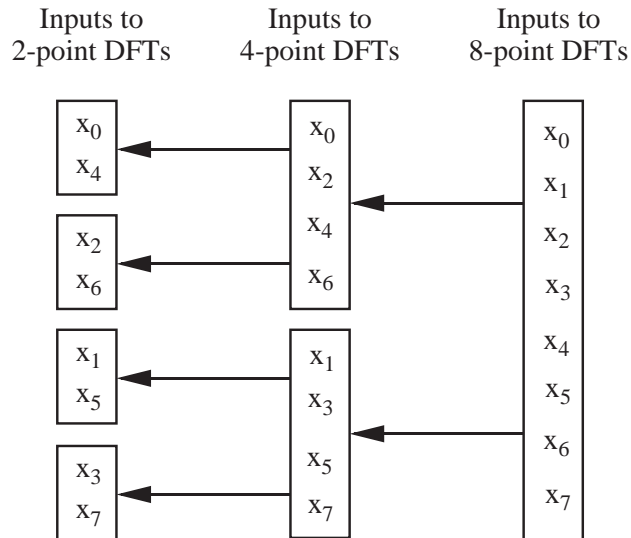 Inputs to
2-point DFTs
Inputs to
4-point DFTs
Inputs to
8-point DFTs
x0
x4
x2
x6
x1
x5
x3
x7
x0
x2
x4
x6
x1
x3
x5
x7
x0
x1
x2
x3
x4
x5
x6
x7